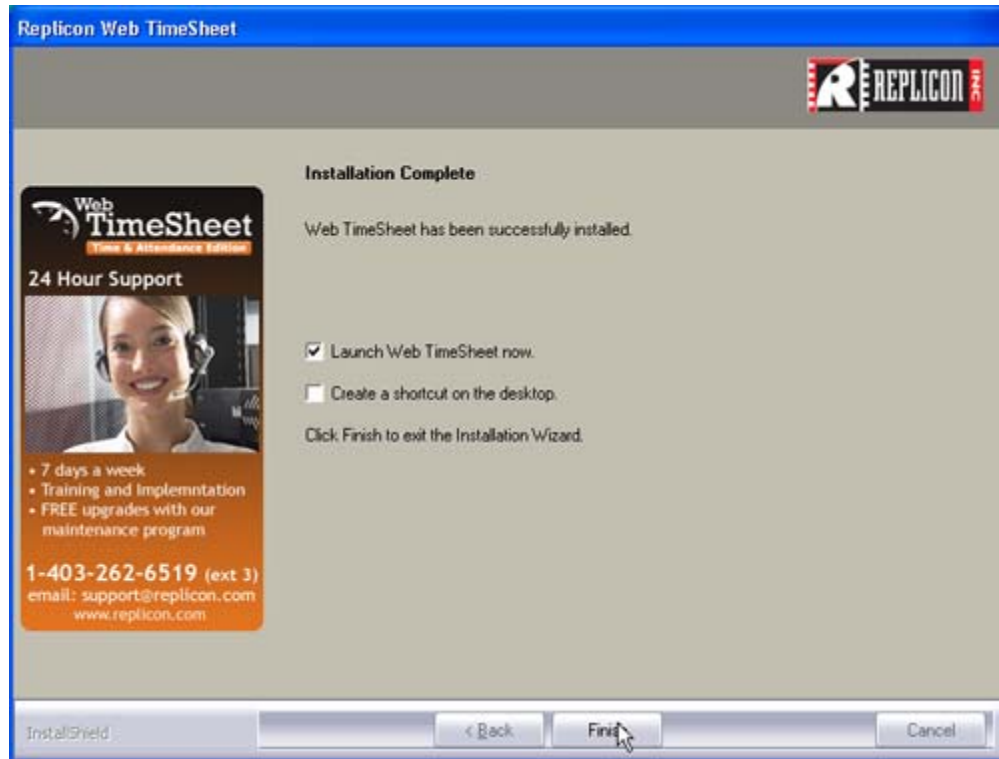 Replicon Web TimeSheet
R REPLICON INC
Installation Complete
Web TimeSheet has been successfully installed.
Web
TimeSheet
Time & Attendance Edition
24 Hour Support
Launch Web TimeSheet now.
Create a shortcut on the desktop.
Click Finish to exit the Installation Wizard.
• 7 days a week
• Training and Implemntation
• FREE upgrades with our
maintenance program
1-403-262-6519 (ext 3)
email: support@replicon.com
www.replicon.com
InstallShield
< Back
Finish
Cancel